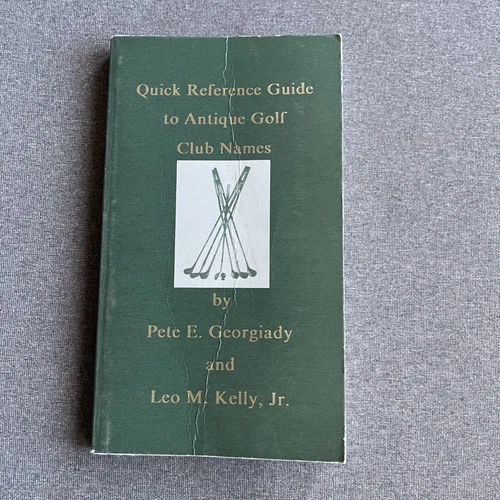 Quick Reference Guide
to Antique Golf
Club Names
by
Pete E. Georgiady
and
Leo M. Kelly, Jr.